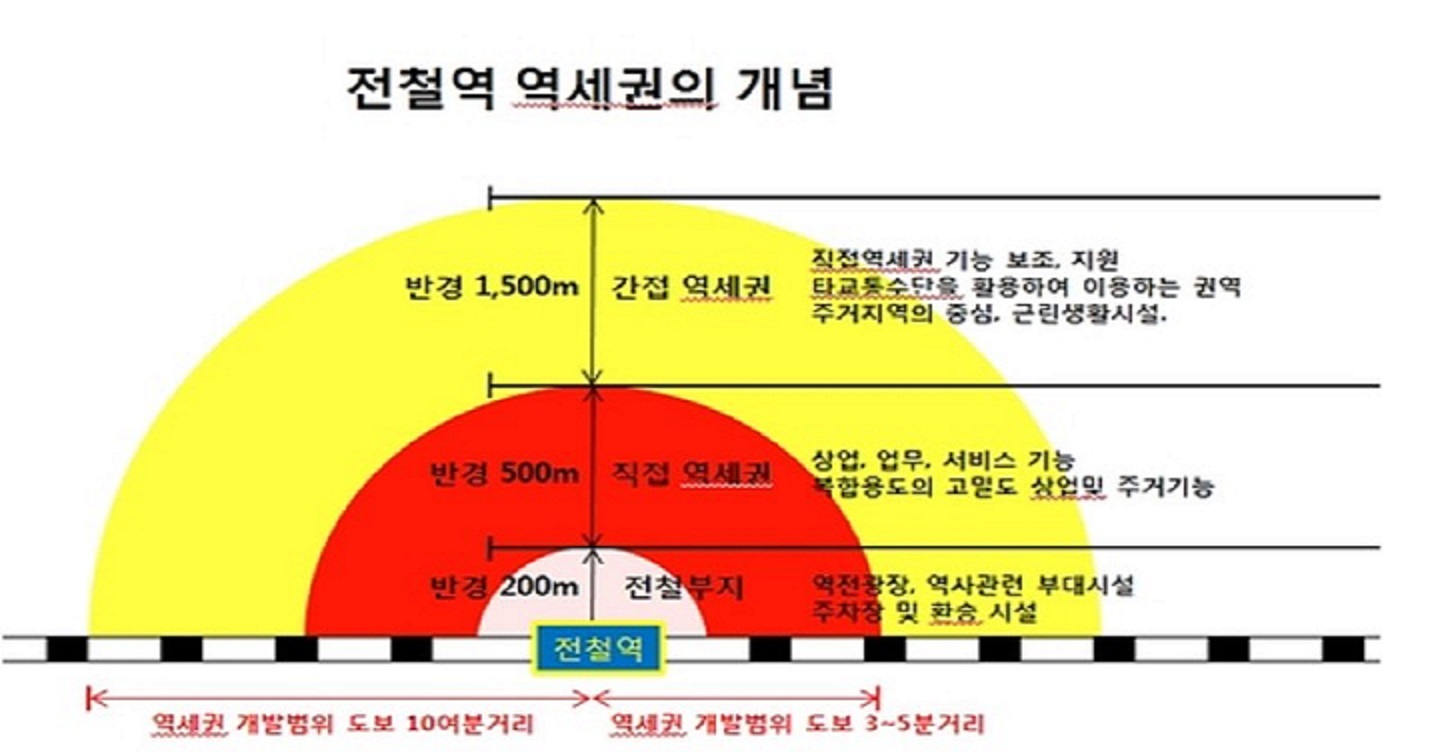 전철역 역세권의 개념
반경 1,500m 간접 역세권
직접역세권 기능 보조, 지원
타교통수단을 활용하여 이용하는 권역
주거지역의 중심, 근린생활시설.
반경 500m 직접 역세권
상업, 업무, 서비스 기능
복합용도의 고밀도 상업및 주거기능
반경 200m 전철부지
역전광장, 역사관련 부대시설
주차장 및 환승 시설
전철역
역세권 개발범위 도보 10여분거리
역세권 개발범위 도보 3~5분거리